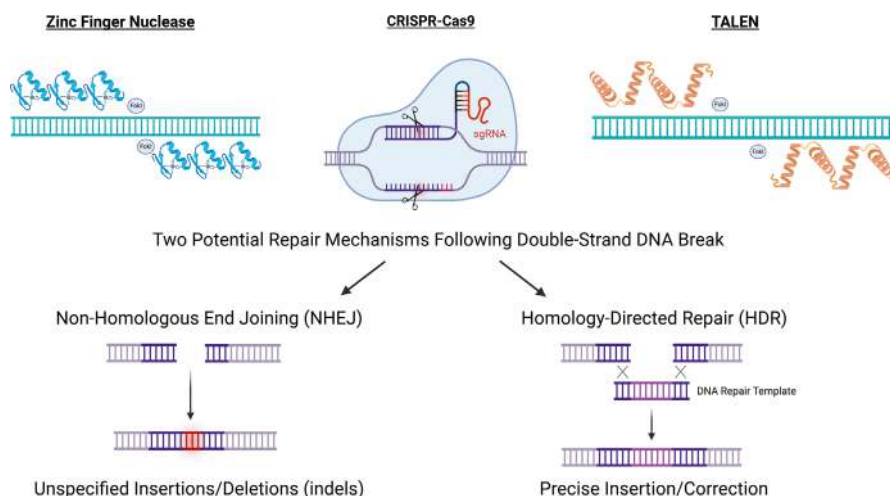 Zinc Finger Nuclease
CRISPR-Cas9
TALEN
FokI
FokI
sgRNA
FokI
FokI
Two Potential Repair Mechanisms Following Double-Strand DNA Break
Non-Homologous End Joining (NHEJ)
Homology-Directed Repair (HDR)
DNA Repair Template
Unspecified Insertions/Deletions (indels)
Precise Insertion/Correction